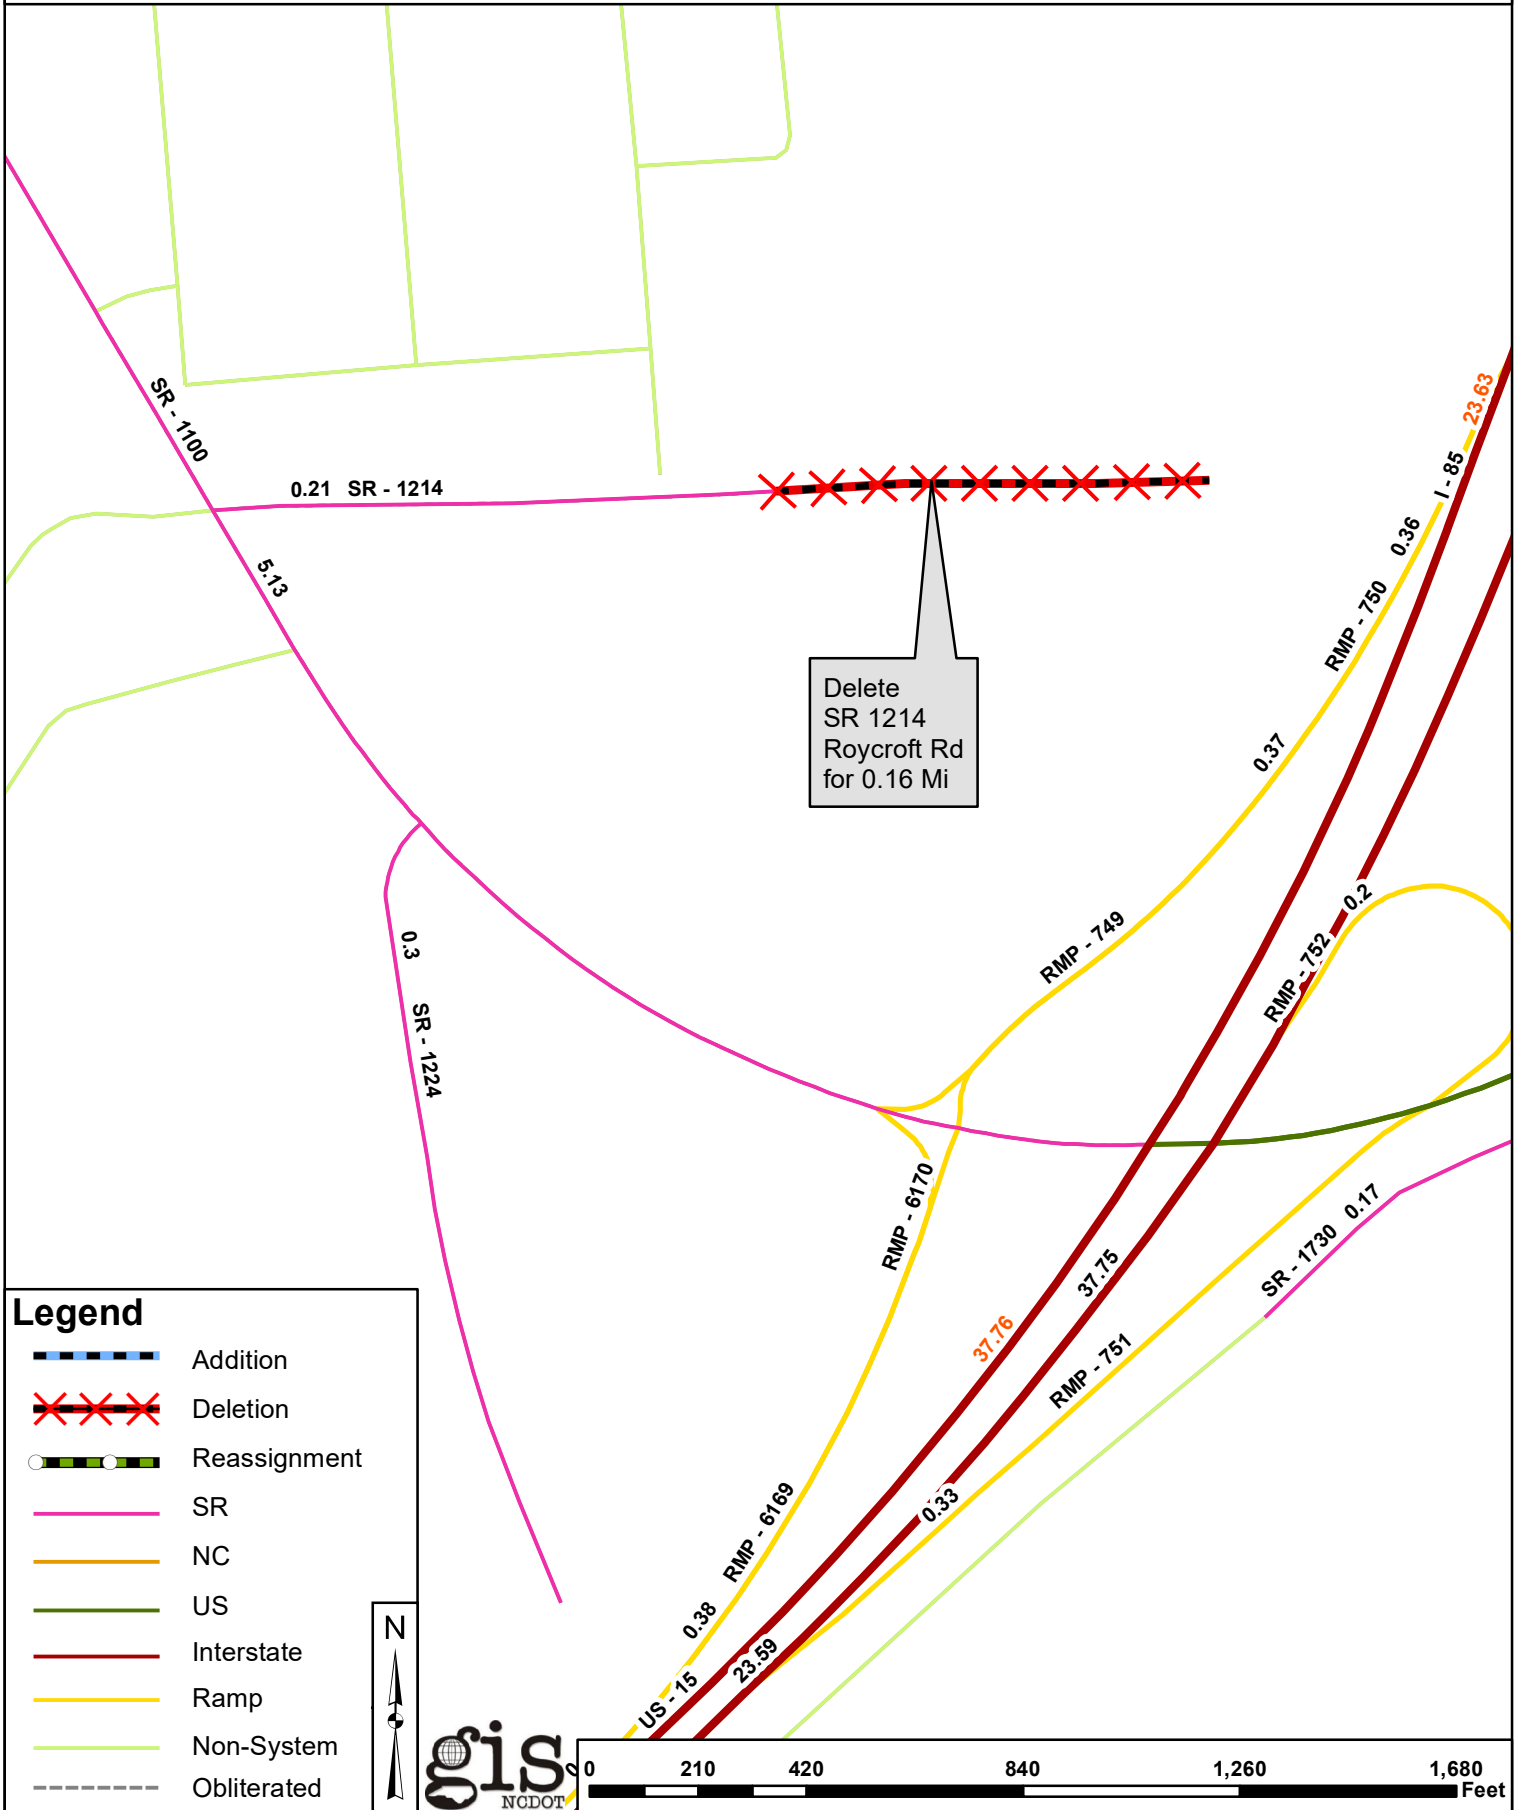 SR - 1100
0.21 SR - 1214
5.13
23.63
I - 85
0.36
RMP - 750
0.37
Delete
SR 1214
Roycroft Rd
for 0.16 Mi
0.2
RMP - 752
RMP - 749
0.3
SR - 1224
RMP - 6170
0.17
SR - 1730
37.75
37.76
RMP - 751
0.33
RMP - 6169
0.38
23.59
US - 15
Legend
Addition
Deletion
Reassignment
SR
NC
US
Interstate
Ramp
Non-System
Obliterated
N
gis
NCDOT
0 210 420 840 1,260 1,680
Feet